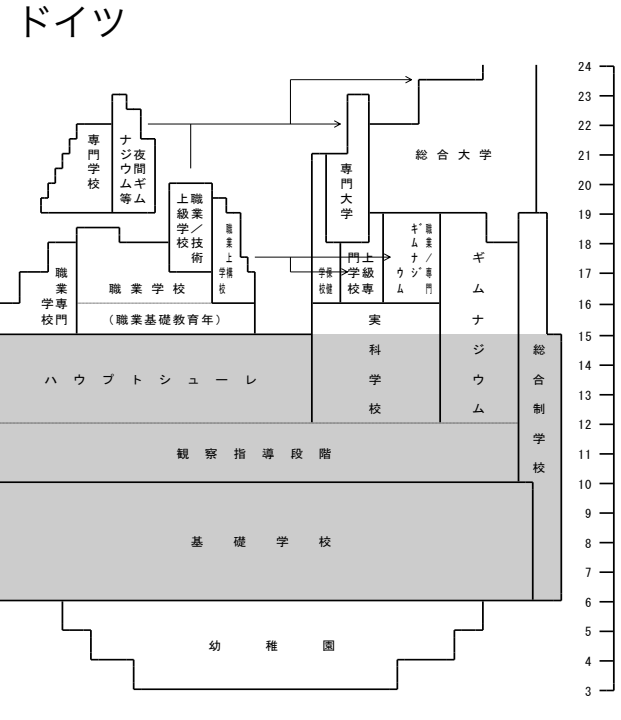 ドイツ
24
23
22
21
20
19
18
17
16
15
14
13
12
11
10
9
8
7
6
5
4
3
専門学校
夜間ギム
ナジウム等
職業／技術
上級学校
職業上構
学校
専門大学
総合大学
職業専門
学校
職業学校
（職業基礎教育年）
保健
学校
上級専
門学校
職業/専門
ギムナジ
ウム
ギムナジウム
実科学校
総合制学校
ハウプトシューレ
観察指導段階
基礎学校
幼稚園